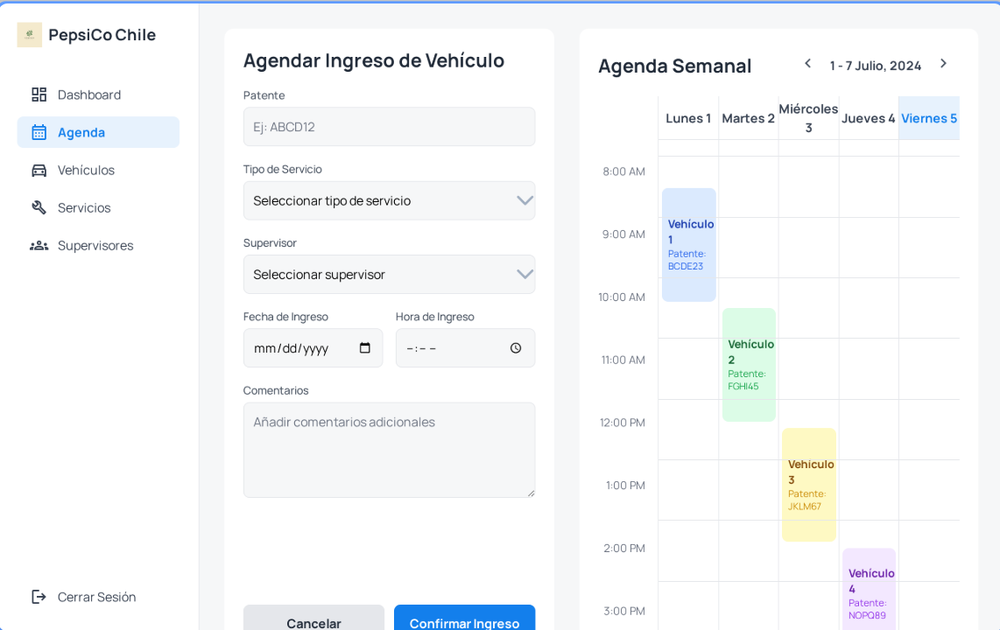 PepsiCo Chile
Dashboard
Agenda
Vehículos
Servicios
Supervisores
Cerrar Sesión
Agendar Ingreso de Vehículo
Patente
Ej: ABCD12
Tipo de Servicio
Seleccionar tipo de servicio
Supervisor
Seleccionar supervisor
Fecha de Ingreso
Hora de Ingreso
mm/dd/yyyy
--:-- --
Comentarios
Añadir comentarios adicionales
Cancelar
Confirmar Ingreso
Agenda Semanal
1 - 7 Julio, 2024
Lunes 1
Martes 2
Miércoles
3
Jueves 4
Viernes 5
8:00 AM
9:00 AM
10:00 AM
11:00 AM
12:00 PM
1:00 PM
2:00 PM
3:00 PM
Vehículo
1
Patente:
BCDE23
Vehículo
2
Patente:
FGHI45
Vehículo
3
Patente:
JKLM67
Vehículo
4
Patente:
NOPQ89